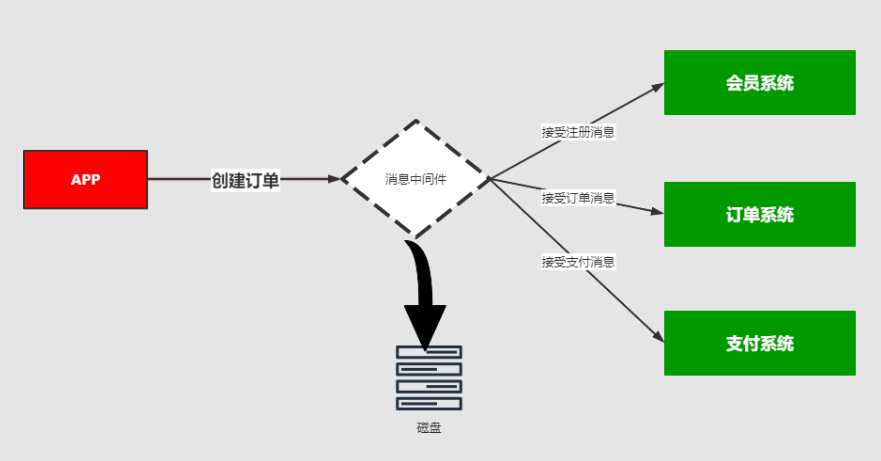 会员系统
接受注册消息
APP
创建订单
消息中间件
接受订单消息
订单系统
接受支付消息
支付系统
磁盘